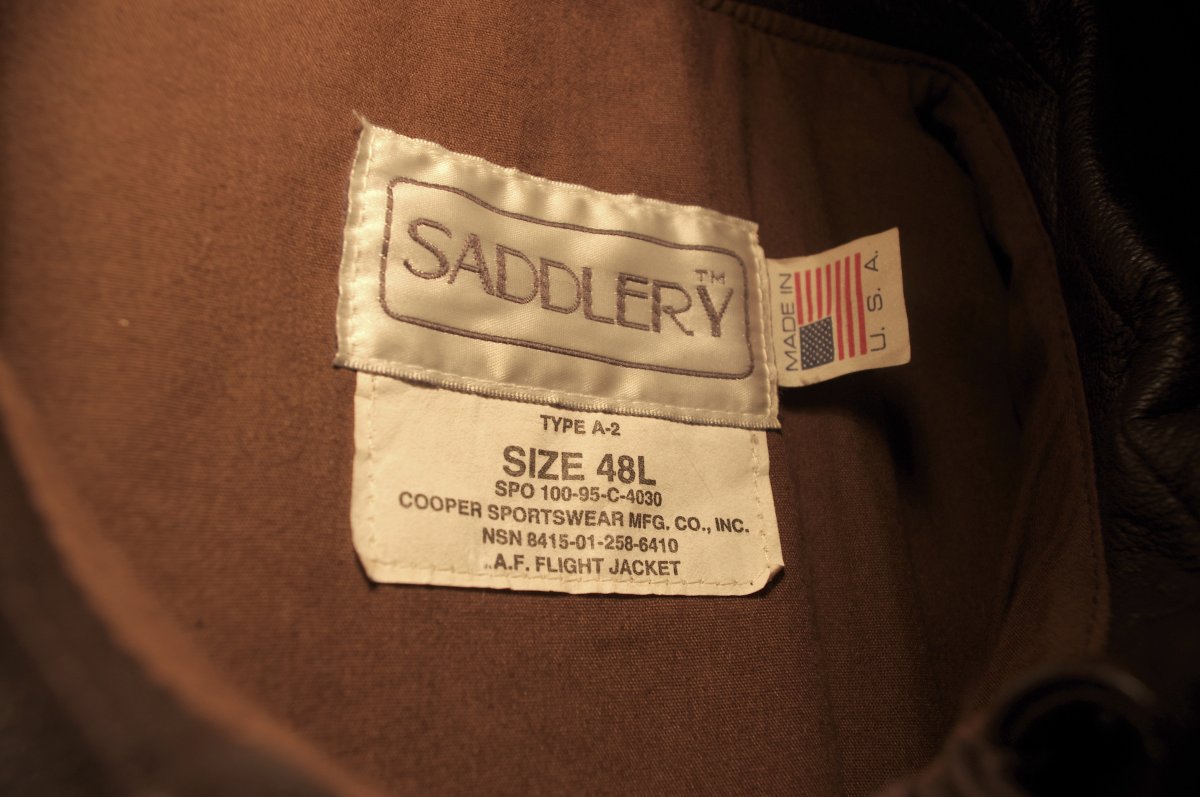 SADDLERY™
MADE IN
U. S. A.
TYPE A-2
SIZE 48L
SPO 100-95-C-4030
COOPER SPORTSWEAR MFG. CO., INC.
NSN 8415-01-258-6410
A.F. FLIGHT JACKET